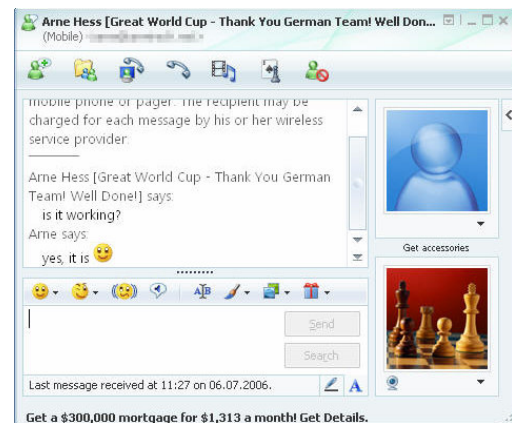 Arne Hess [Great World Cup - Thank You German Team! Well Don...
(Mobile)
mobile phone or pager. The recipient may be
charged for each message by his or her wireless
service provider.
Arne Hess [Great World Cup - Thank You German
Team! Well Done!] says:
is it working?
Arne says:
yes, it is
Get accessories
Send
Search
Last message received at 11:27 on 06.07.2006.
A
Get a $300,000 mortgage for $1,313 a month! Get Details.